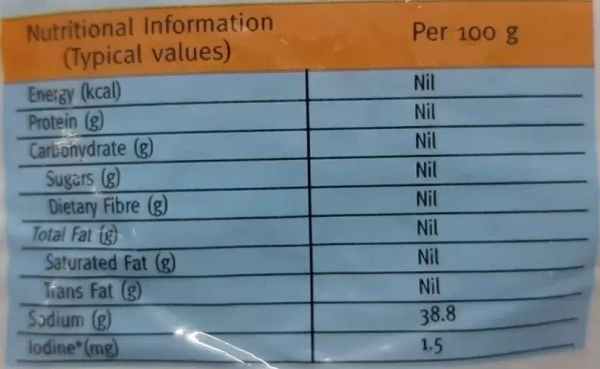 Nutritional Information Per 100 g
(Typical values)
Energy (kcal) Nil
Protein (g) Nil
Carbohydrate (g) Nil
Sugars (g) Nil
Dietary Fibre (g) Nil
Total Fat (g) Nil
Saturated Fat (g) Nil
Trans Fat (g) Nil
Sodium (g) 38.8
Iodine*(mg) 1.5